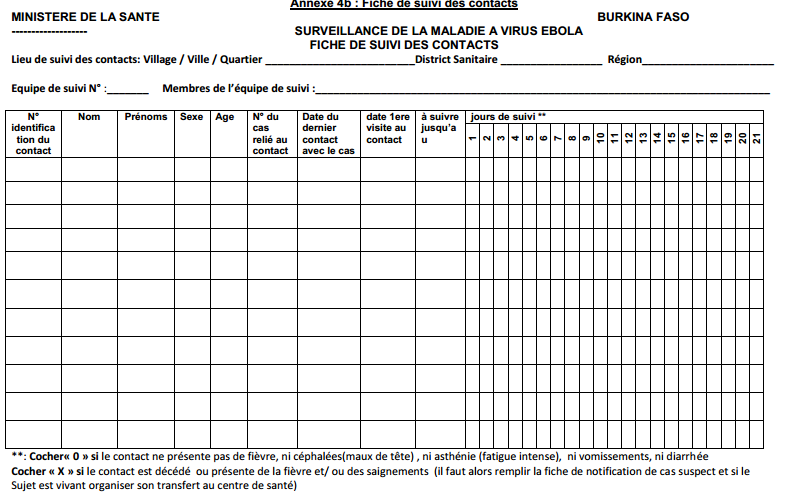 Annexe 4b : Fiche de suivi des contacts
MINISTERE DE LA SANTE BURKINA FASO
-------------------
SURVEILLANCE DE LA MALADIE A VIRUS EBOLA
FICHE DE SUIVI DES CONTACTS
Lieu de suivi des contacts: Village / Ville / Quartier ________________________District Sanitaire ________________ Région_____________________
Equipe de suivi N° :_______ Membres de l'équipe de suivi :_________________________________________________________________________
N° identifica tion du contact Nom Prénoms Sexe Age N° du cas relié au contact Date du dernier contact avec le cas date 1ere visite au contact à suivre jusqu'a u jours de suivi **
1 2 3 4 5 6 7 8 9 10 11 12 13 14 15 16 17 18 19 20 21
**: Cocher« 0 » si le contact ne présente pas de fièvre, ni céphalées(maux de tête) , ni asthénie (fatigue intense), ni vomissements, ni diarrhée
Cocher « X » si le contact est décédé ou présente de la fièvre et/ ou des saignements (il faut alors remplir la fiche de notification de cas suspect et si le
Sujet est vivant organiser son transfert au centre de santé)